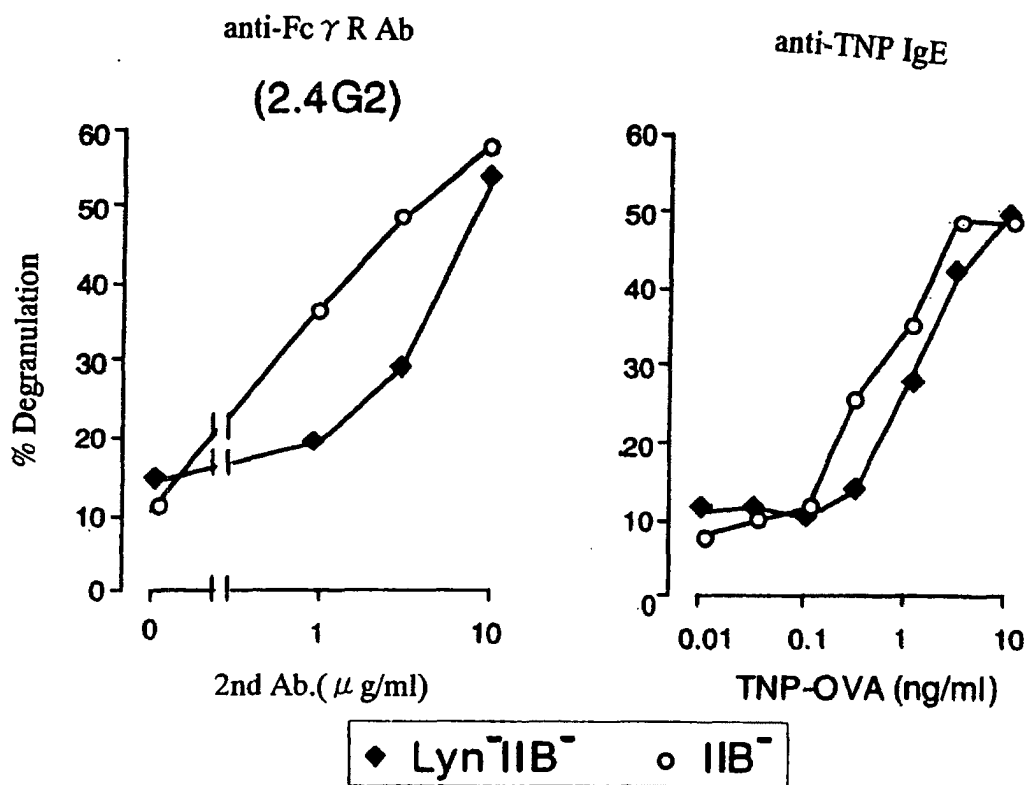 anti-Fc γ R Ab
(2.4G2)
60
50
40
30
20
10
0
% Degranulation
0
1
10
2nd Ab.( μ g/ml)
anti-TNP IgE
60
50
40
30
20
10
0
0.01
0.1
1
10
TNP-OVA (ng/ml)
Lyn⁻IIB⁻
IIB⁻